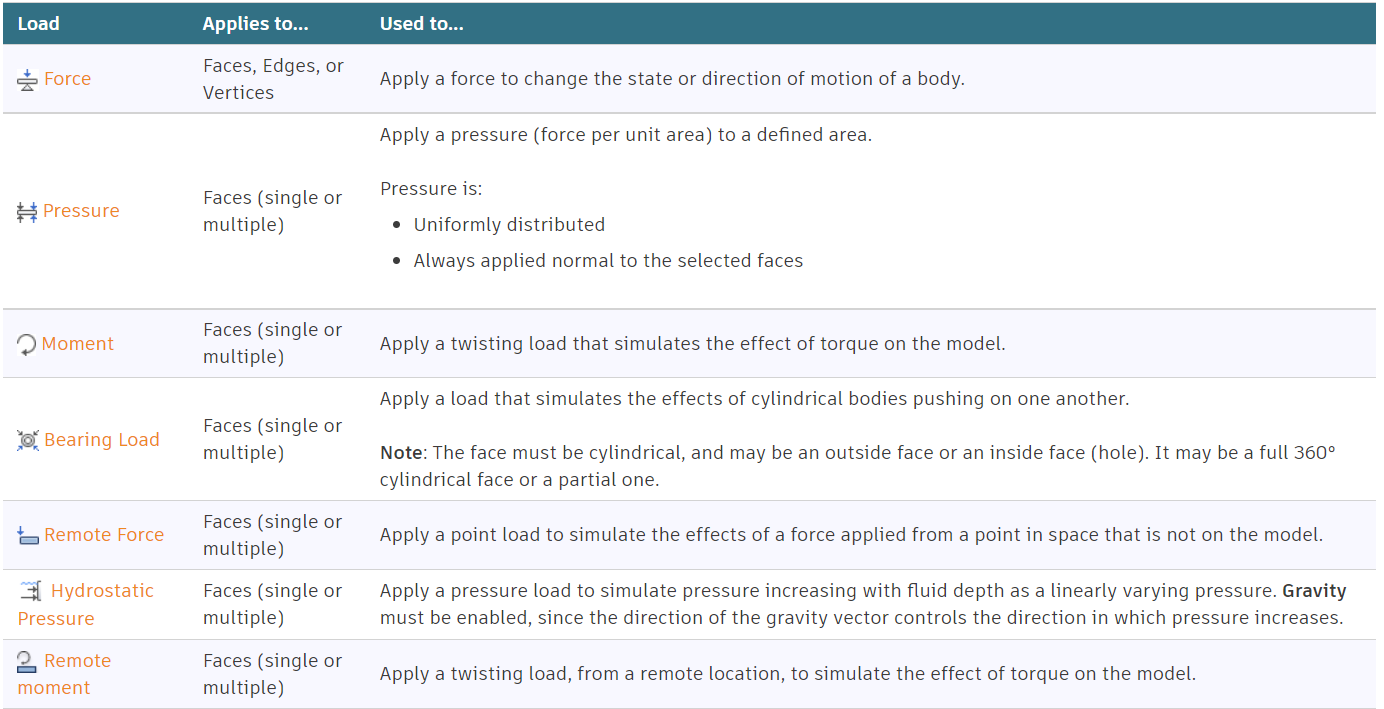 Load Applies to... Used to...
Force
Faces, Edges, or
Vertices
Apply a force to change the state or direction of motion of a body.
Pressure
Faces (single or
multiple)
Apply a pressure (force per unit area) to a defined area.
Pressure is:
• Uniformly distributed
• Always applied normal to the selected faces
Moment
Faces (single or
multiple)
Apply a twisting load that simulates the effect of torque on the model.
Bearing Load
Faces (single or
multiple)
Apply a load that simulates the effects of cylindrical bodies pushing on one another.
Note: The face must be cylindrical, and may be an outside face or an inside face (hole). It may be a full 360°
cylindrical face or a partial one.
Remote Force
Faces (single or
multiple)
Apply a point load to simulate the effects of a force applied from a point in space that is not on the model.
Hydrostatic
Pressure
Faces (single or
multiple)
Apply a pressure load to simulate pressure increasing with fluid depth as a linearly varying pressure. Gravity
must be enabled, since the direction of the gravity vector controls the direction in which pressure increases.
Remote
moment
Faces (single or
multiple)
Apply a twisting load, from a remote location, to simulate the effect of torque on the model.